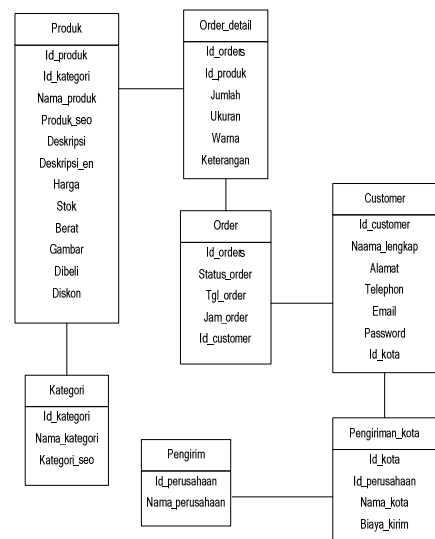 Produk
Id_produk
Id_kategori
Nama_produk
Produk_seo
Deskripsi
Deskripsi_en
Harga
Stok
Berat
Gambar
Dibeli
Diskon
Order_detail
Id_orders
Id_produk
Jumlah
Ukuran
Warna
Keterangan
Order
Id_orders
Status_order
Tgl_order
Jam_order
Id_customer
Customer
Id_customer
Naama_lengkap
Alamat
Telephon
Email
Password
Id_kota
Kategori
Id_kategori
Nama_kategori
Kategori_seo
Pengirim
Id_perusahaan
Nama_perusahaan
Pengiriman_kota
Id_kota
Id_perusahaan
Nama_kota
Biaya_kirim